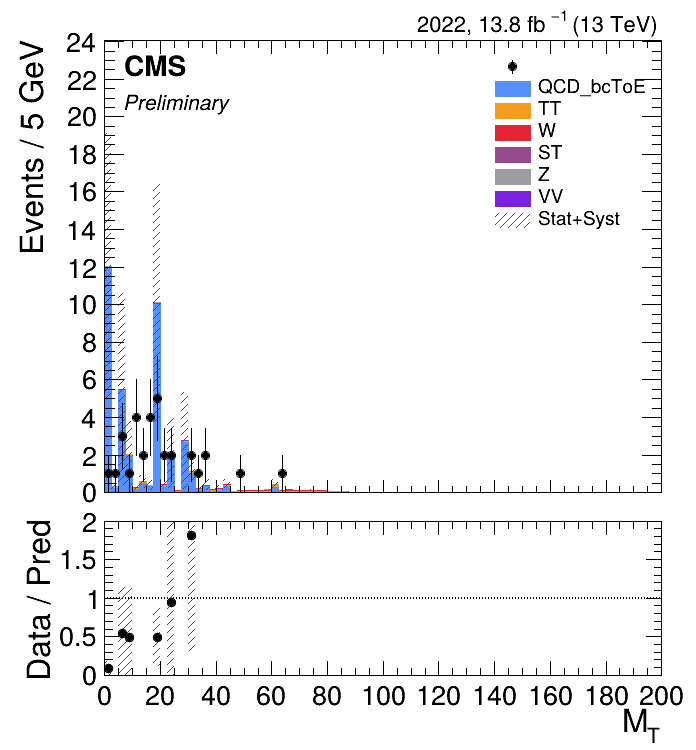 2022, 13.8 fb⁻¹ (13 TeV)
Events / 5 GeV
24
22
20
18
16
14
12
10
8
6
4
2
0
CMS
Preliminary
QCD_bcToE
TT
W
ST
Z
VV
Stat+Syst
Data / Pred
2
1.5
1
0.5
0
0 20 40 60 80 100 120 140 160 180 200
M_T